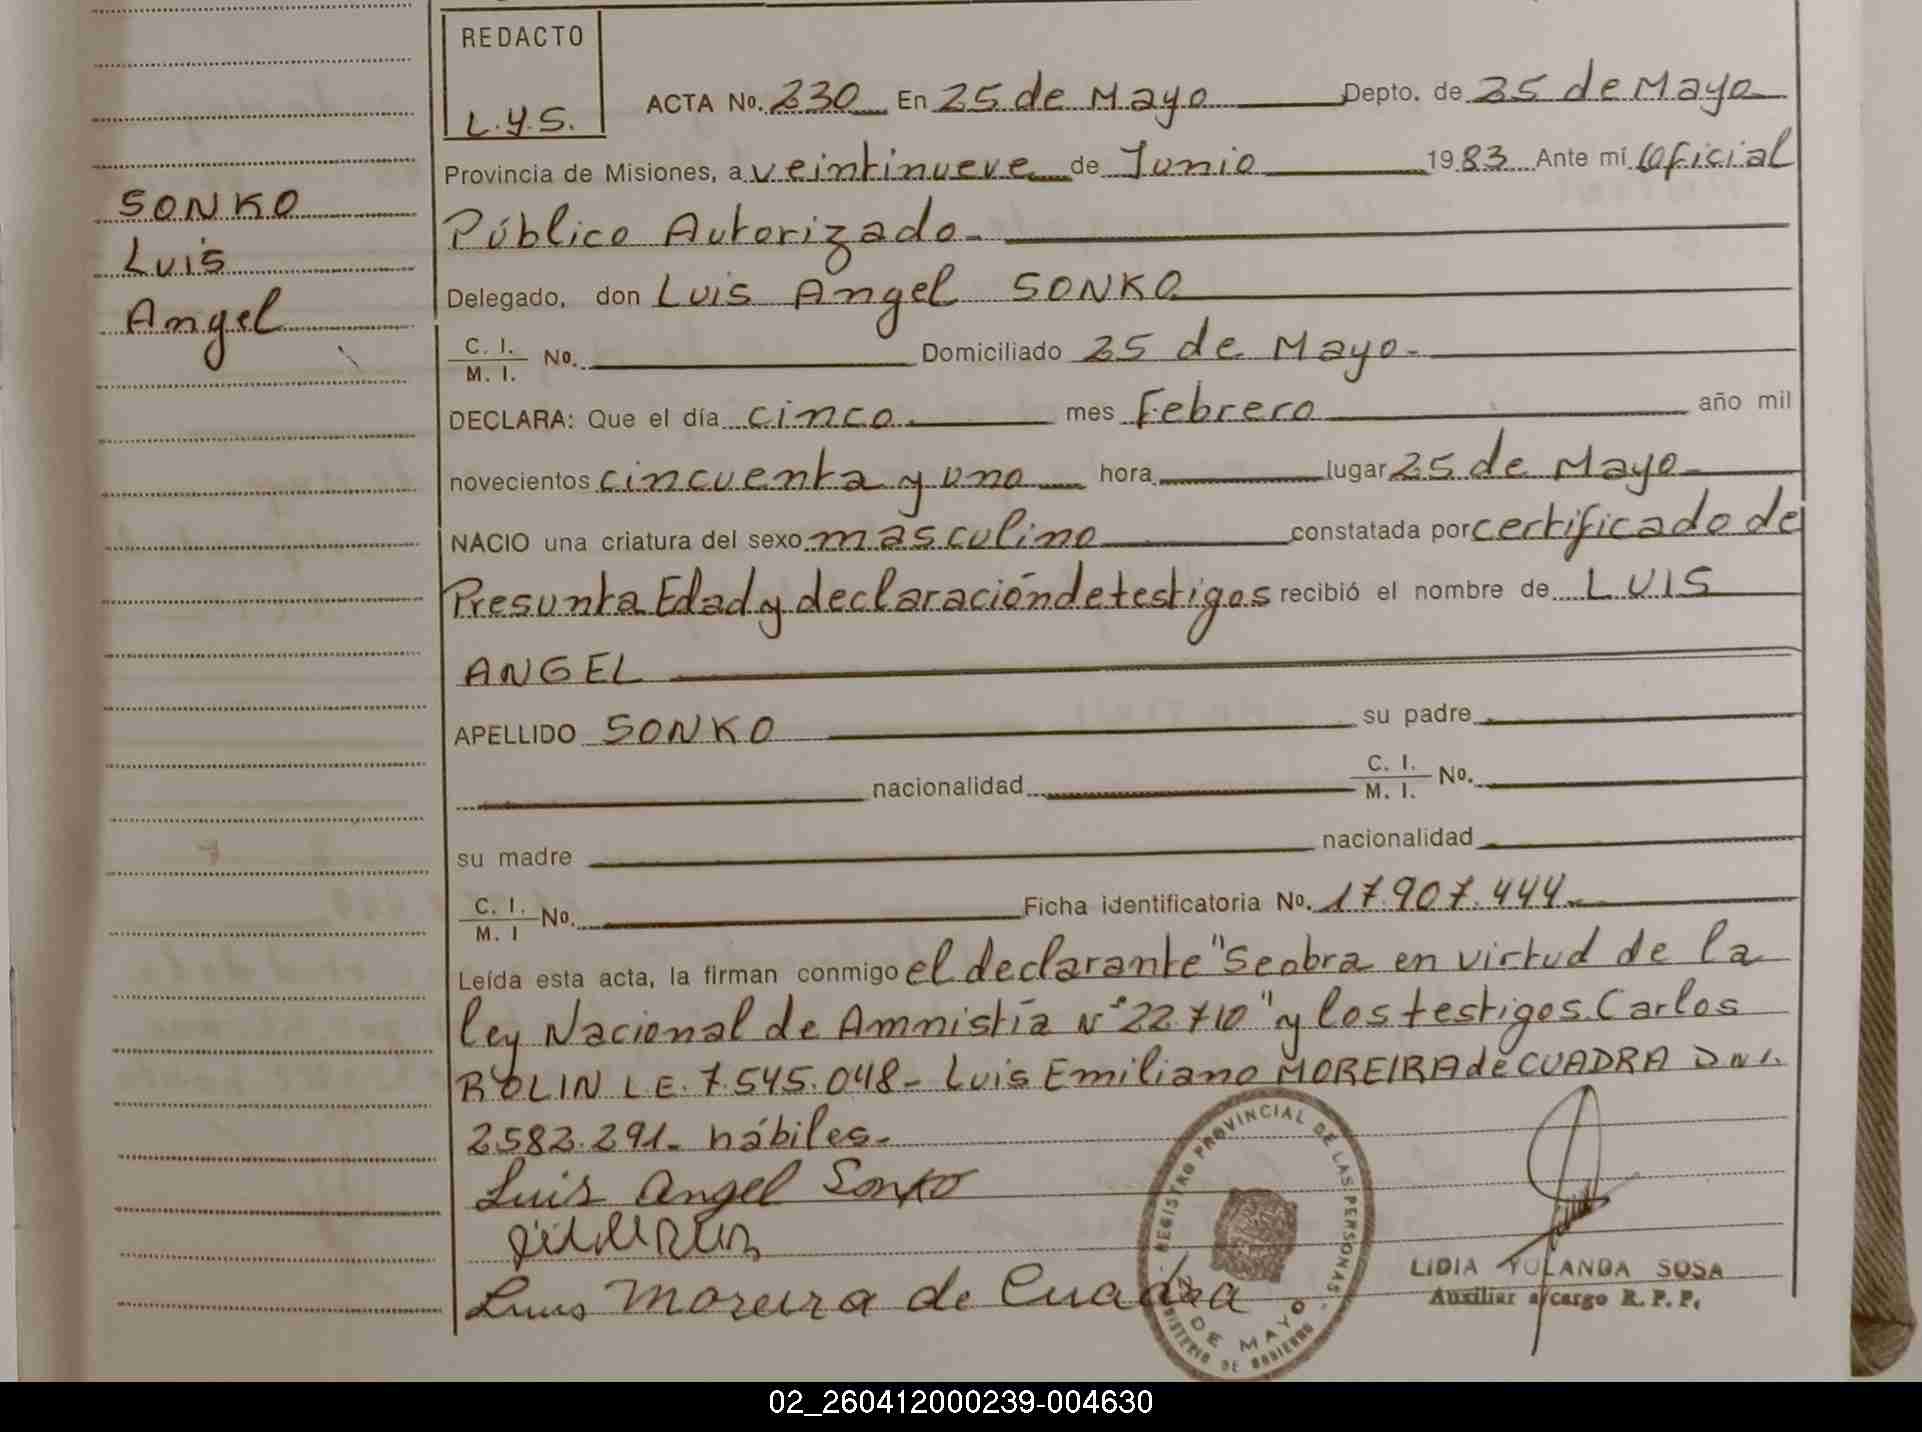 REDACTO
L.Y.S.
ACTA No. 230 En 25 de Mayo Depto. de 25 de Mayo
Provincia de Misiones, a veintinueve de Junio 1983 Ante mí Oficial
Público Autorizado
Delegado, don Luis Angel SONKO
C. I. / M. I. No. Domiciliado 25 de Mayo-
DECLARA: Que el día cinco mes Febrero año mil
novecientos cincuenta y uno hora lugar 25 de Mayo
NACIO una criatura del sexo masculino constatada por certificado de
Presunta Edad y declaración de testigos recibió el nombre de LUIS
ANGEL
APELLIDO SONKO su padre
nacionalidad C. I. / M. I. No.
su madre nacionalidad
C. I. / M. I No. Ficha identificatoria No. 17.907.444
Leída esta acta, la firman conmigo el declarante "Se obra en virtud de la
ley Nacional de Amnistía N° 22.710" y los testigos Carlos
ROLIN L.E. 7.545.048- Luis Emiliano MOREIRA de CUADRA D.N.I.
2.582.291- hábiles-
Luis Angel Sonko
Luis Moreira de Cuadra
SONKO
Luis
Angel
REGISTRO PROVINCIAL DE LAS PERSONAS
25 DE MAYO
MINISTERIO DE GOBIERNO
LIDIA YOLANDA SOSA
Auxiliar a/cargo R. P. P.
02_260412000239-004630